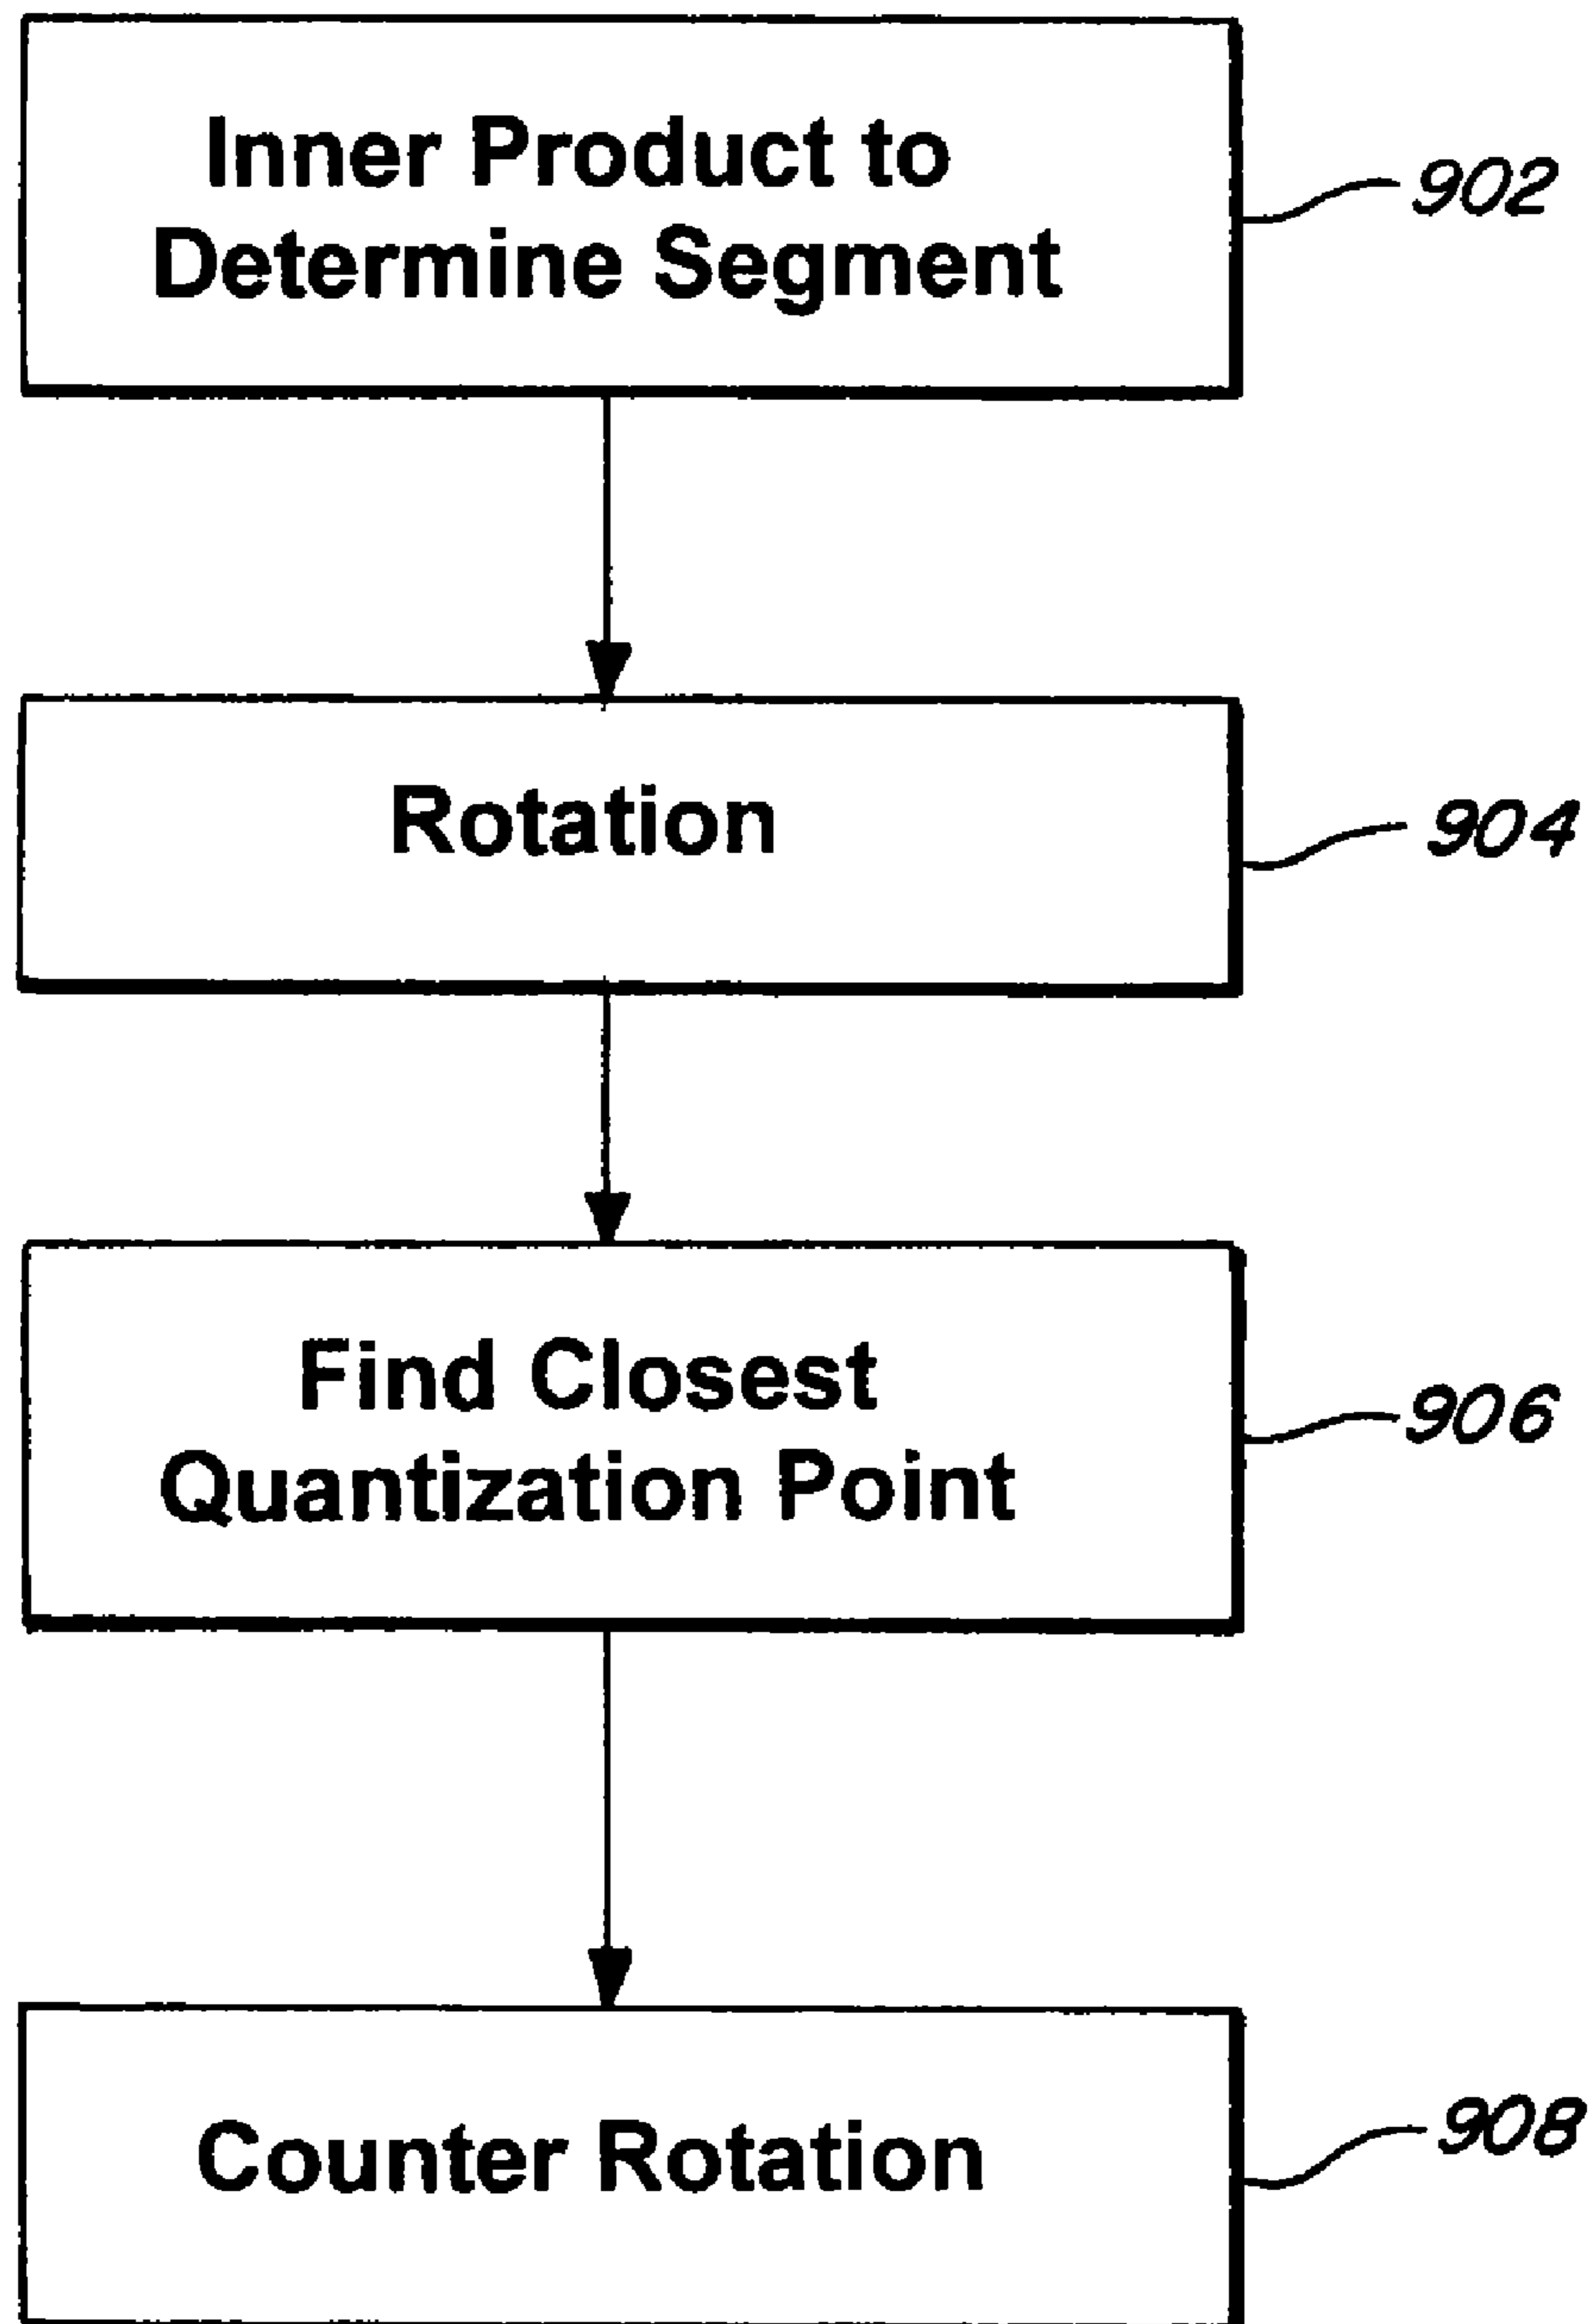 Inner Product to
Determine Segment
902
Rotation
904
Find Closest
Quantization Point
906
Counter Rotation
908